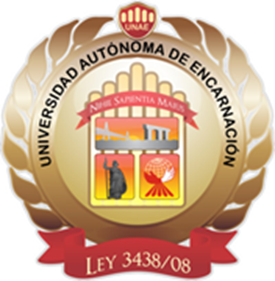 UNAE
UNIVERSIDAD AUTÓNOMA DE ENCARNACIÓN
NIHIL SAPIENTIA MAIUS
LEY 3438/08